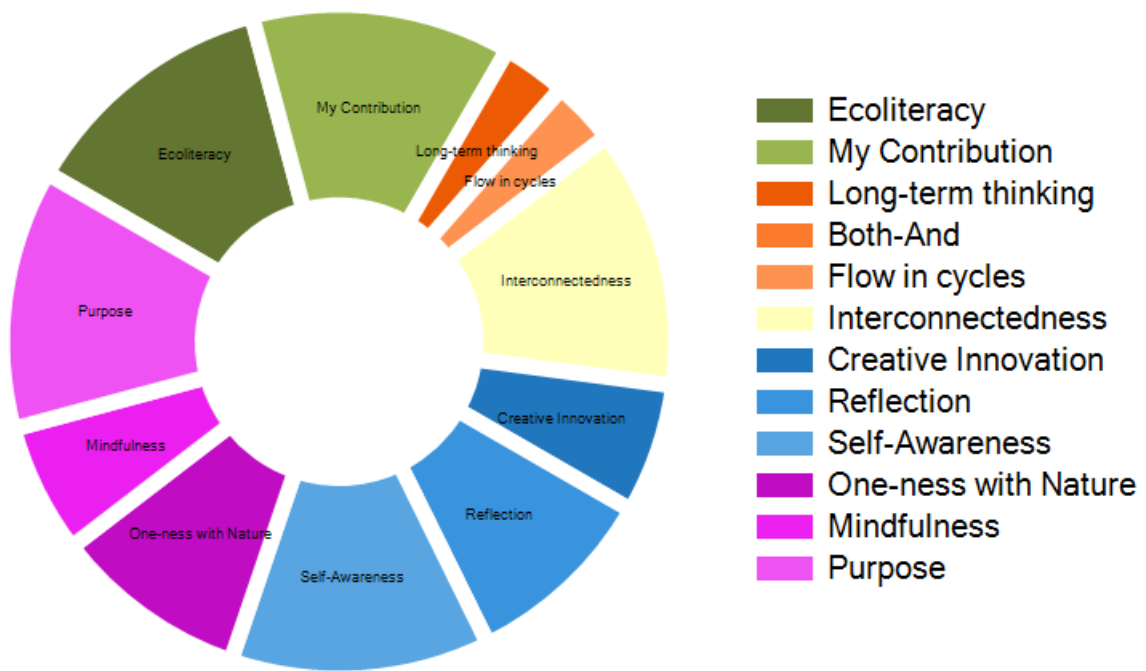 My Contribution
Ecoliteracy
Long-term thinking
Flow in cycles
Interconnectedness
Purpose
Creative Innovation
Mindfulness
Reflection
One-ness with Nature
Self-Awareness
Ecoliteracy
My Contribution
Long-term thinking
Both-And
Flow in cycles
Interconnectedness
Creative Innovation
Reflection
Self-Awareness
One-ness with Nature
Mindfulness
Purpose